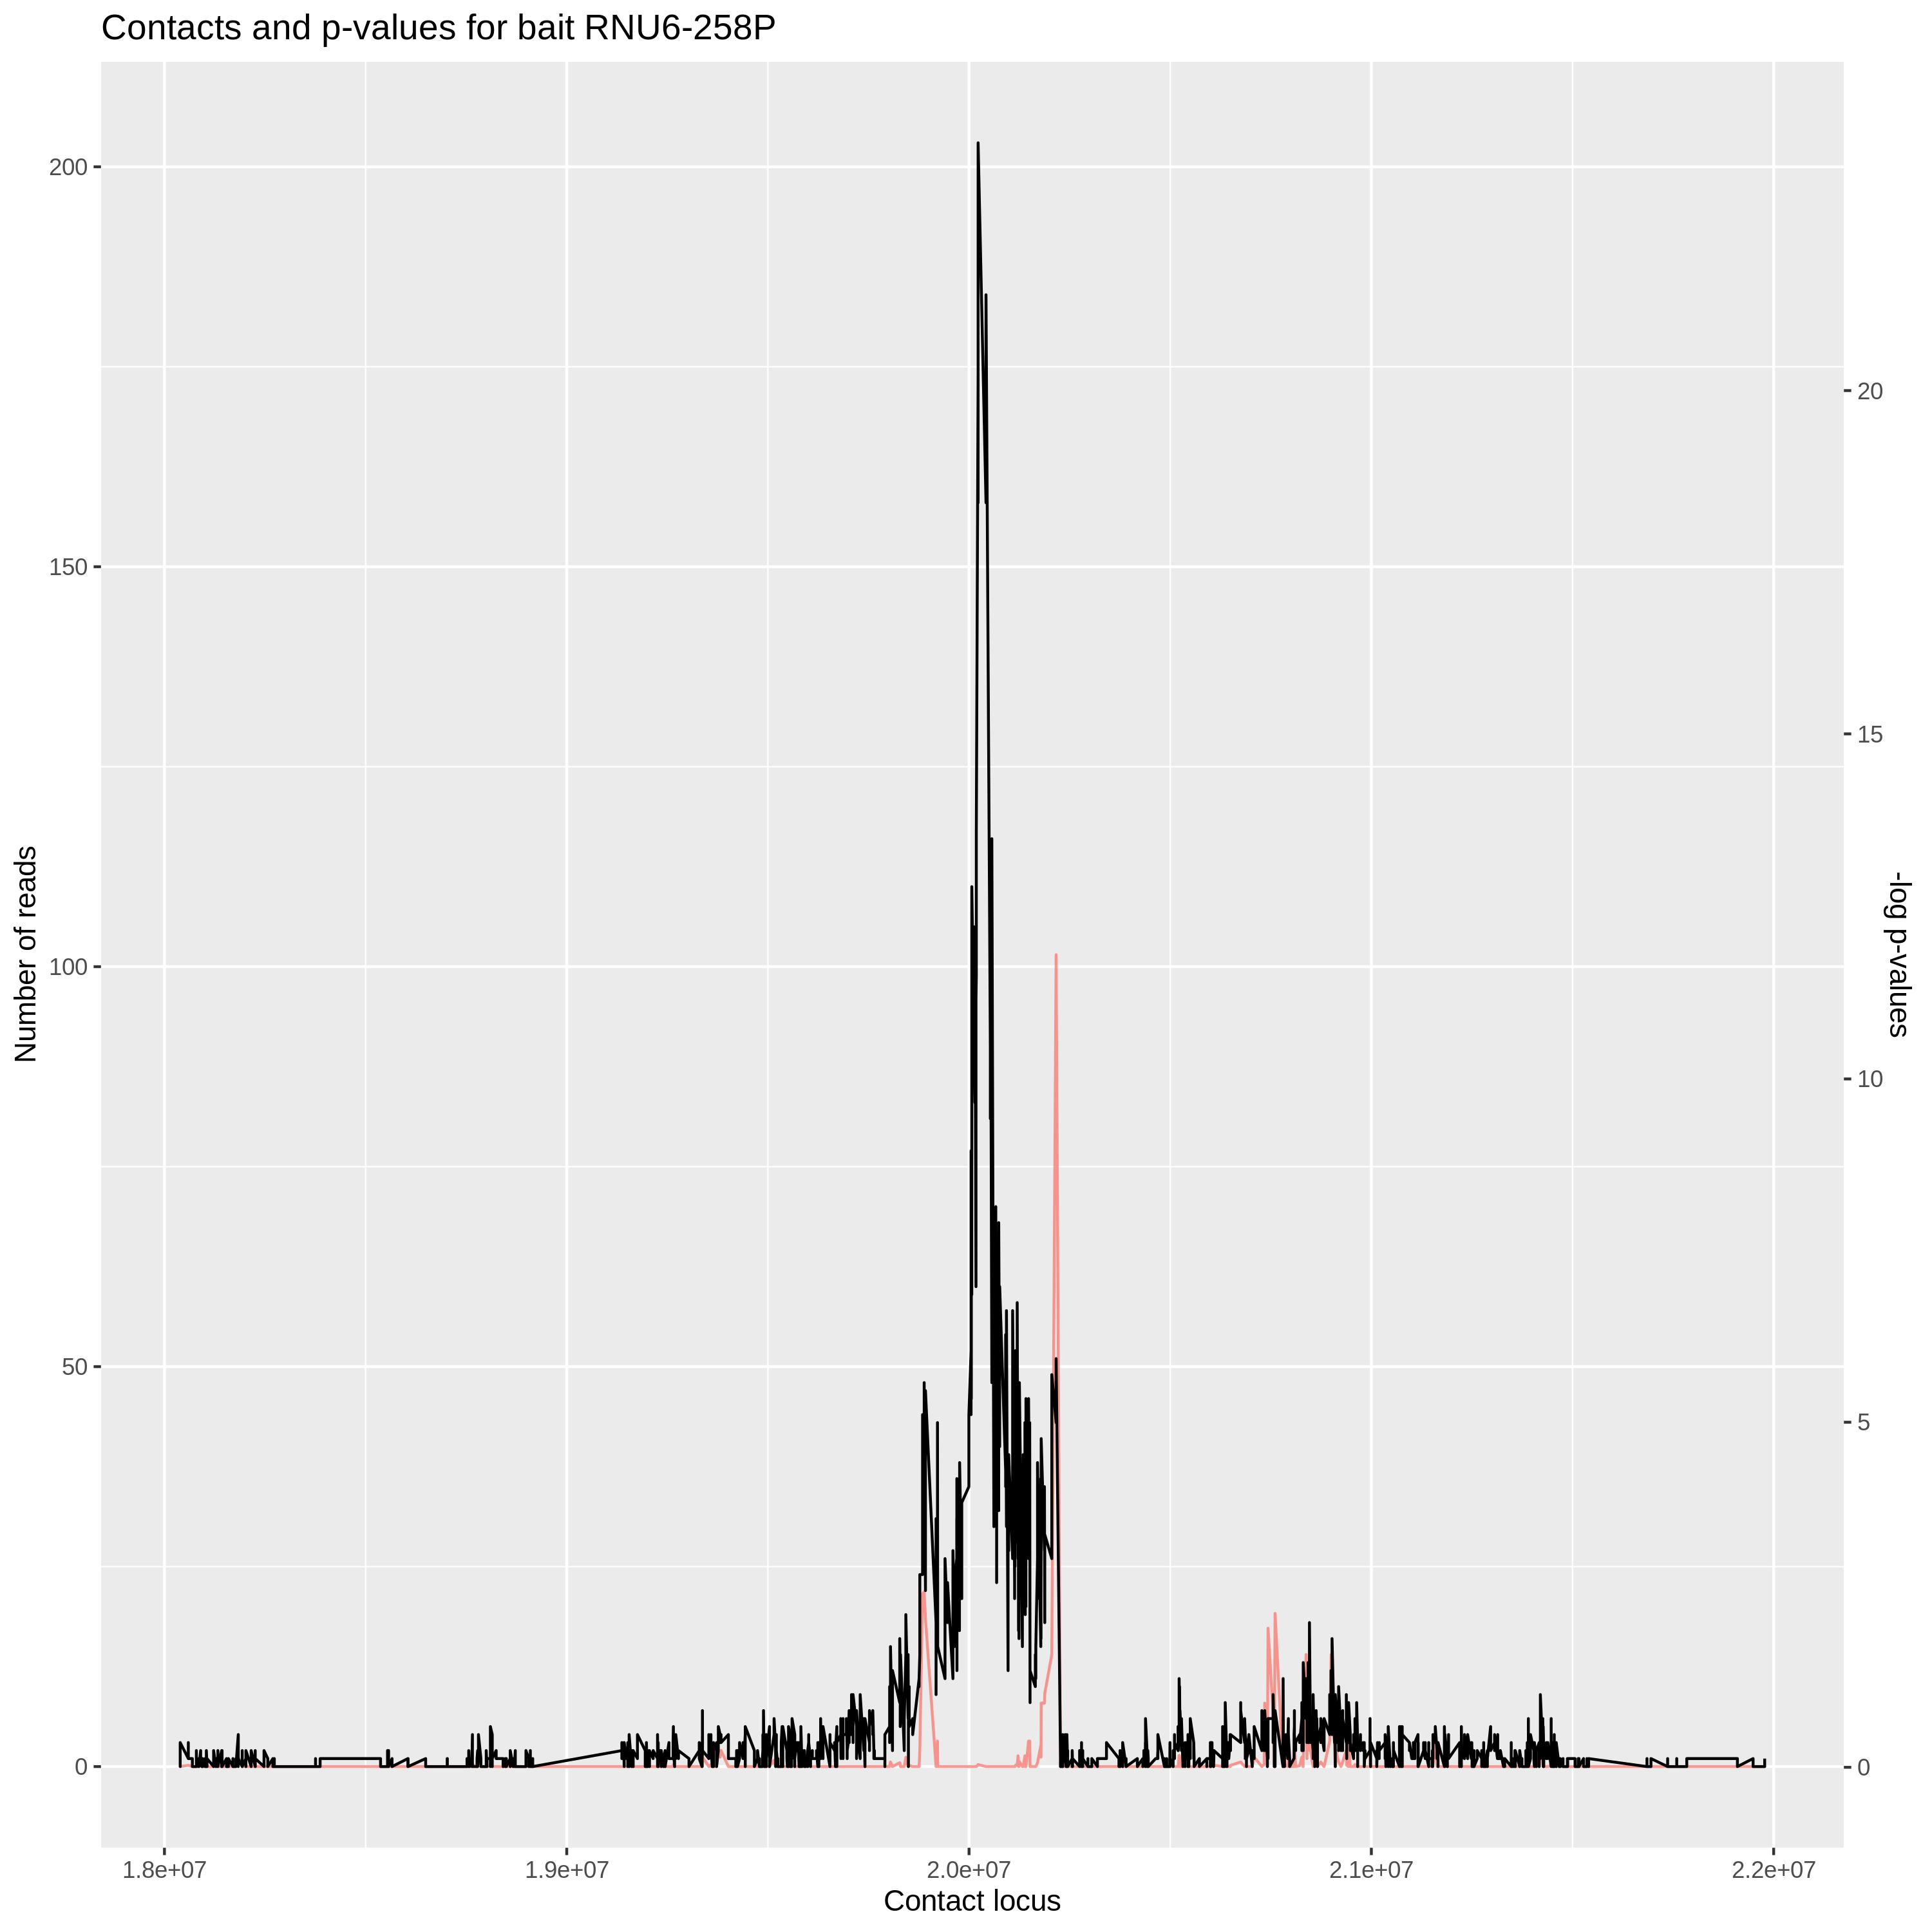 Contacts and p-values for bait RNU6-258P
200
150
100
50
0
Number of reads
20
15
10
5
0
-log p-values
1.8e+07
1.9e+07
2.0e+07
2.1e+07
2.2e+07
Contact locus